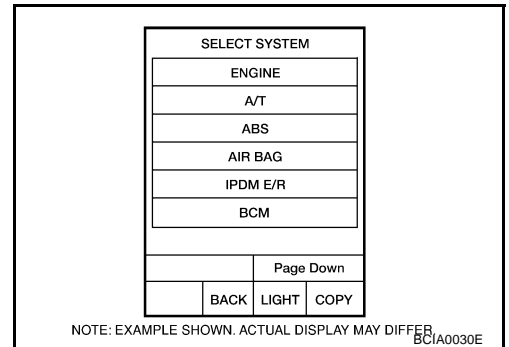 SELECT SYSTEM
ENGINE
A/T
ABS
AIR BAG
IPDM E/R
BCM
Page Down
BACK LIGHT COPY
NOTE: EXAMPLE SHOWN. ACTUAL DISPLAY MAY DIFFER.
BCIA0030E